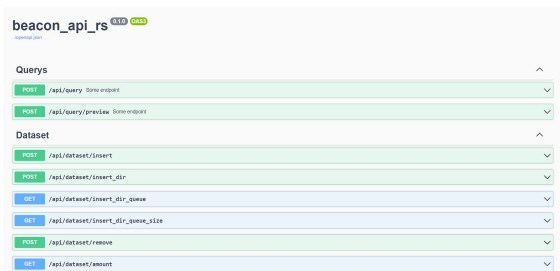 beacon_api_rs 0.1.0 OAS3
./openapi.json
Querys
POST /api/query Some endpoint
POST /api/query/preview Some endpoint
Dataset
POST /api/dataset/insert
POST /api/dataset/insert_dir
GET /api/dataset/insert_dir_queue
GET /api/dataset/insert_dir_queue_size
POST /api/dataset/remove
GET /api/dataset/amount